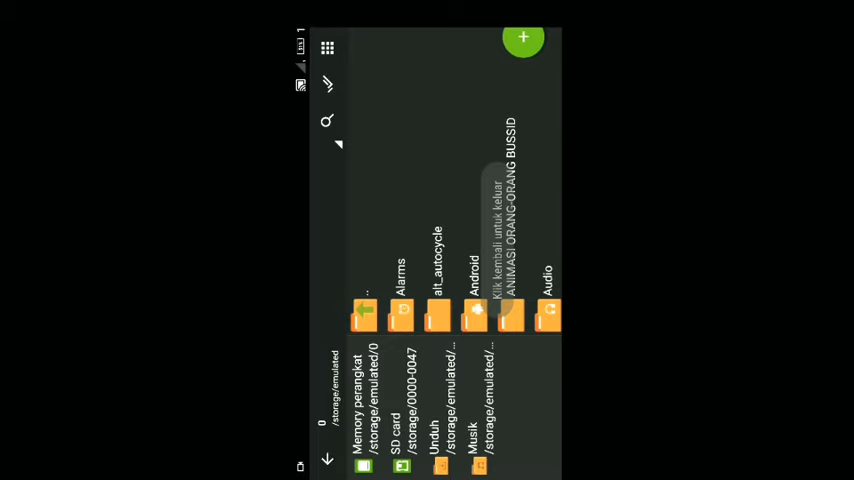 0
/storage/emulated
Memory perangkat
/storage/emulated/0
SD card
/storage/0000-0047
Unduh
/storage/emulated/...
Musik
/storage/emulated/...
..
Alarms
alt_autocycle
Android
ANIMASI ORANG-ORANG BUSSID
Audio
Klik kembali untuk keluar